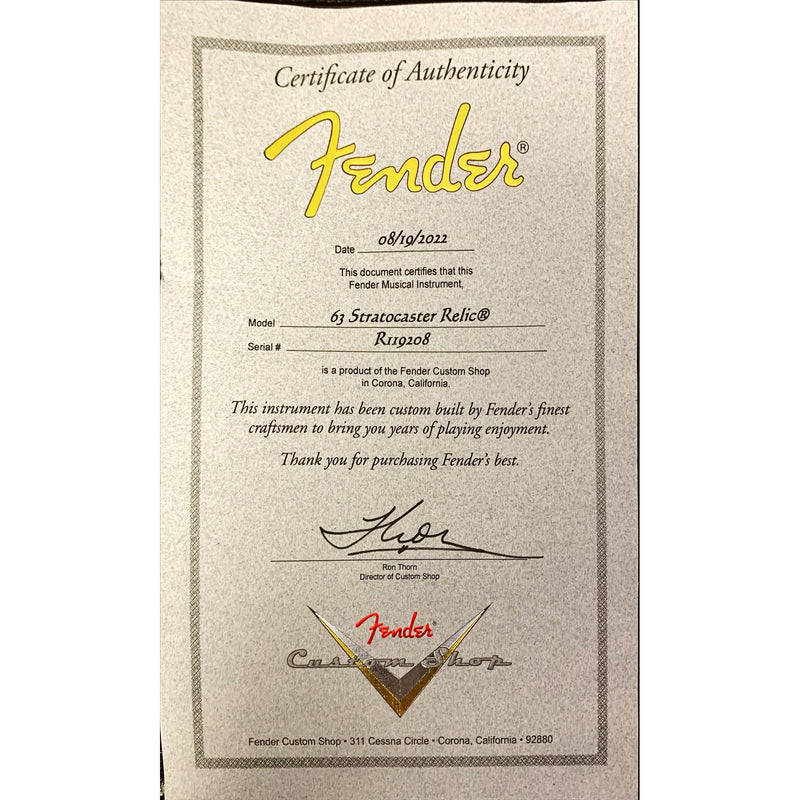 Certificate of Authenticity
Fender®
Date 08/19/2022
This document certifies that this
Fender Musical Instrument,
Model 63 Stratocaster Relic®
Serial # R119208
is a product of the Fender Custom Shop
in Corona, California.
This instrument has been custom built by Fender's finest
craftsmen to bring you years of playing enjoyment.
Thank you for purchasing Fender's best.
Thorn
Ron Thorn
Director of Custom Shop
Fender®
Custom Shop
Fender Custom Shop • 311 Cessna Circle • Corona, California • 92880